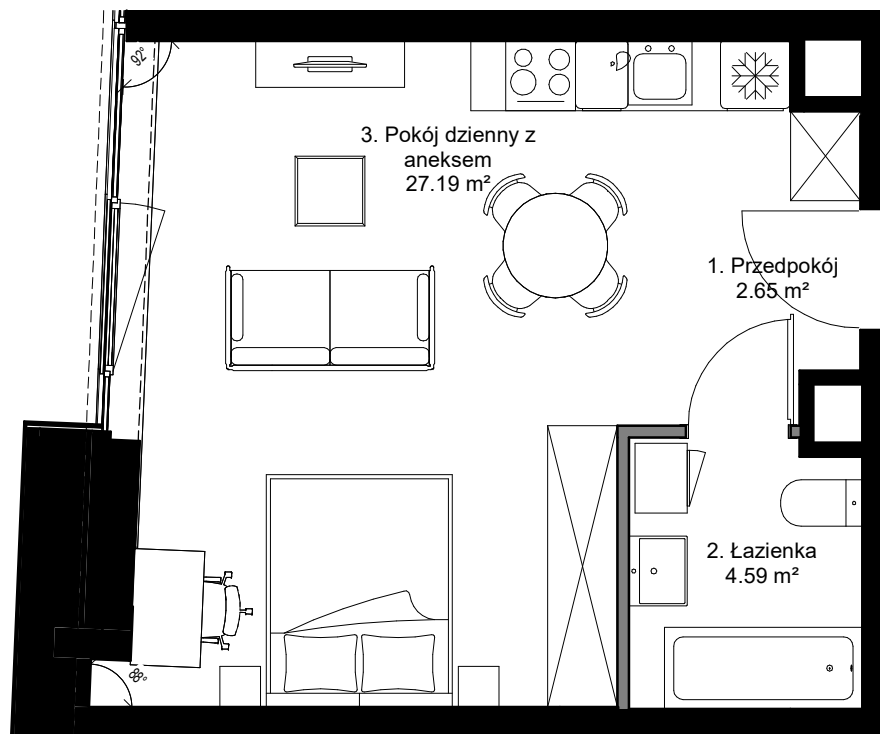 92°
3. Pokój dzienny z
aneksem
27.19 m²
1. Przedpokój
2.65 m²
2. Łazienka
4.59 m²
88°